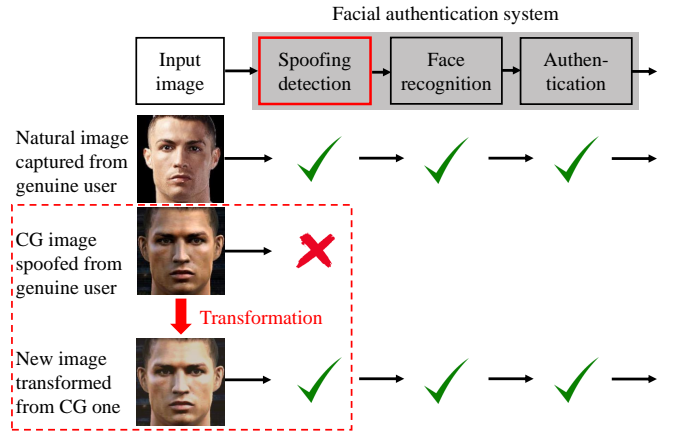 Facial authentication system
Input
image
Spoofing
detection
Face
recognition
Authen-
tication
Natural image
captured from
genuine user
CG image
spoofed from
genuine user
Transformation
New image
transformed
from CG one